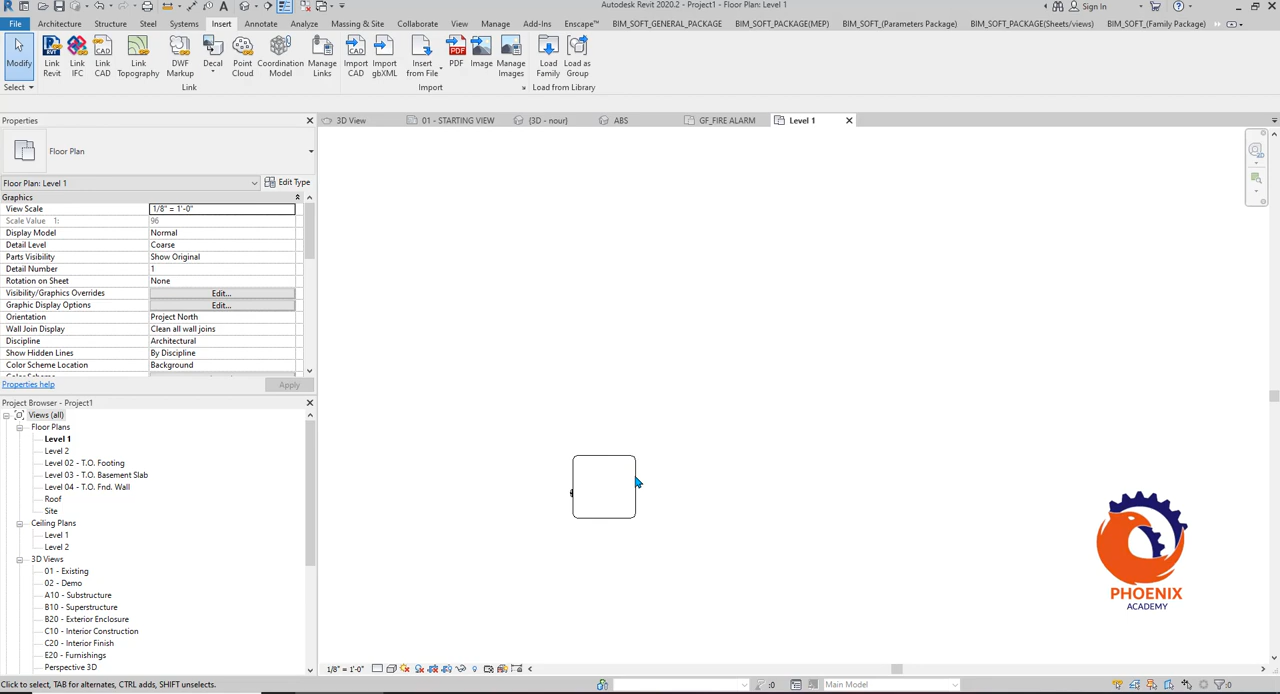 Autodesk Revit 2020.2 - Project1 - Floor Plan: Level 1
Sign In
File Architecture Structure Steel Systems Insert Annotate Analyze Massing & Site Collaborate View Manage Add-Ins Enscape™ BIM_SOFT_GENERAL_PACKAGE BIM_SOFT_PACKAGE(MEP) BIM_SOFT_(Parameters Package) BIM_SOFT_PACKAGE(Sheets/views) BIM_SOFT_(Family Package)
Modify Link Revit Link IFC Link CAD Link Topography DWF Markup Decal Point Cloud Coordination Model Manage Links Import CAD Import gbXML Insert from File PDF Image Manage Images Load Family Load as Group
Select Link Import Load from Library
Properties
3D View 01 - STARTING VIEW {3D - nour} ABS GF_FIRE ALARM Level 1
Floor Plan
Floor Plan: Level 1 Edit Type
Graphics
View Scale 1/8" = 1'-0"
Scale Value 1: 96
Display Model Normal
Detail Level Coarse
Parts Visibility Show Original
Detail Number 1
Rotation on Sheet None
Visibility/Graphics Overrides Edit...
Graphic Display Options Edit...
Orientation Project North
Wall Join Display Clean all wall joins
Discipline Architectural
Show Hidden Lines By Discipline
Color Scheme Location Background
Properties help Apply
Project Browser - Project1
Views (all)
Floor Plans
Level 1
Level 2
Level 02 - T.O. Footing
Level 03 - T.O. Basement Slab
Level 04 - T.O. Fnd. Wall
Roof
Site
Ceiling Plans
Level 1
Level 2
3D Views
01 - Existing
02 - Demo
A10 - Substructure
B10 - Superstructure
B20 - Exterior Enclosure
C10 - Interior Construction
C20 - Interior Finish
E20 - Furnishings
Perspective 3D
PHOENIX
ACADEMY
1/8" = 1'-0"
Click to select, TAB for alternates, CTRL adds, SHIFT unselects. :0 Main Model :0